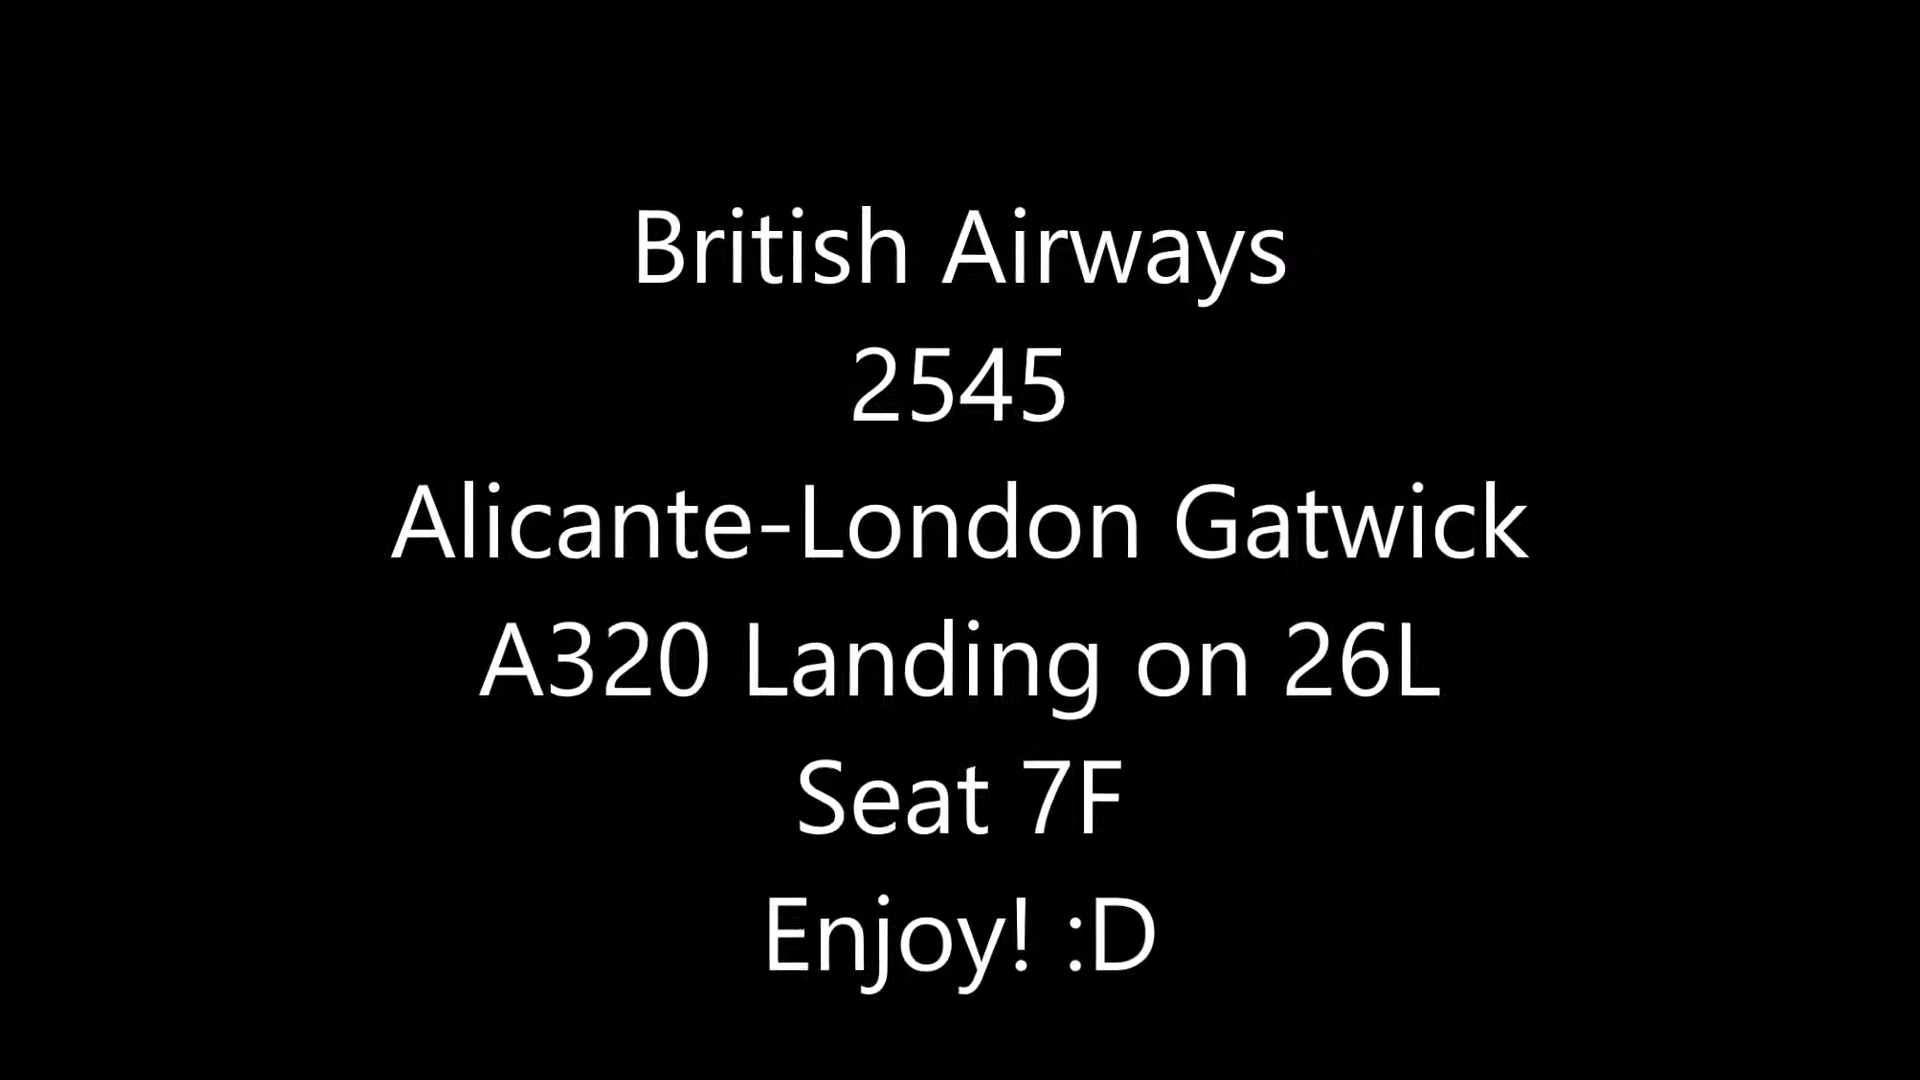 British Airways
2545
Alicante-London Gatwick
A320 Landing on 26L
Seat 7F
Enjoy! :D